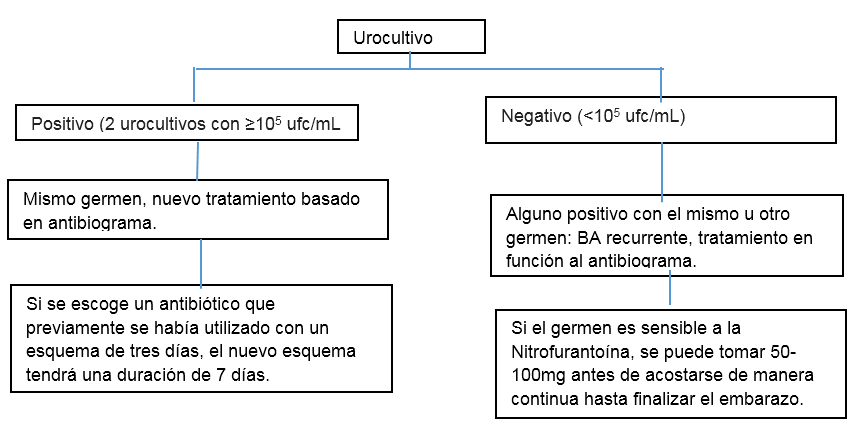 Urocultivo
Positivo (2 urocultivos con ≥10⁵ ufc/mL
Negativo (<10⁵ ufc/mL)
Mismo germen, nuevo tratamiento basado
en antibiograma.
Alguno positivo con el mismo u otro
germen: BA recurrente, tratamiento en
función al antibiograma.
Si se escoge un antibiótico que
previamente se había utilizado con un
esquema de tres días, el nuevo esquema
tendrá una duración de 7 días.
Si el germen es sensible a la
Nitrofurantoína, se puede tomar 50-
100mg antes de acostarse de manera
continua hasta finalizar el embarazo.